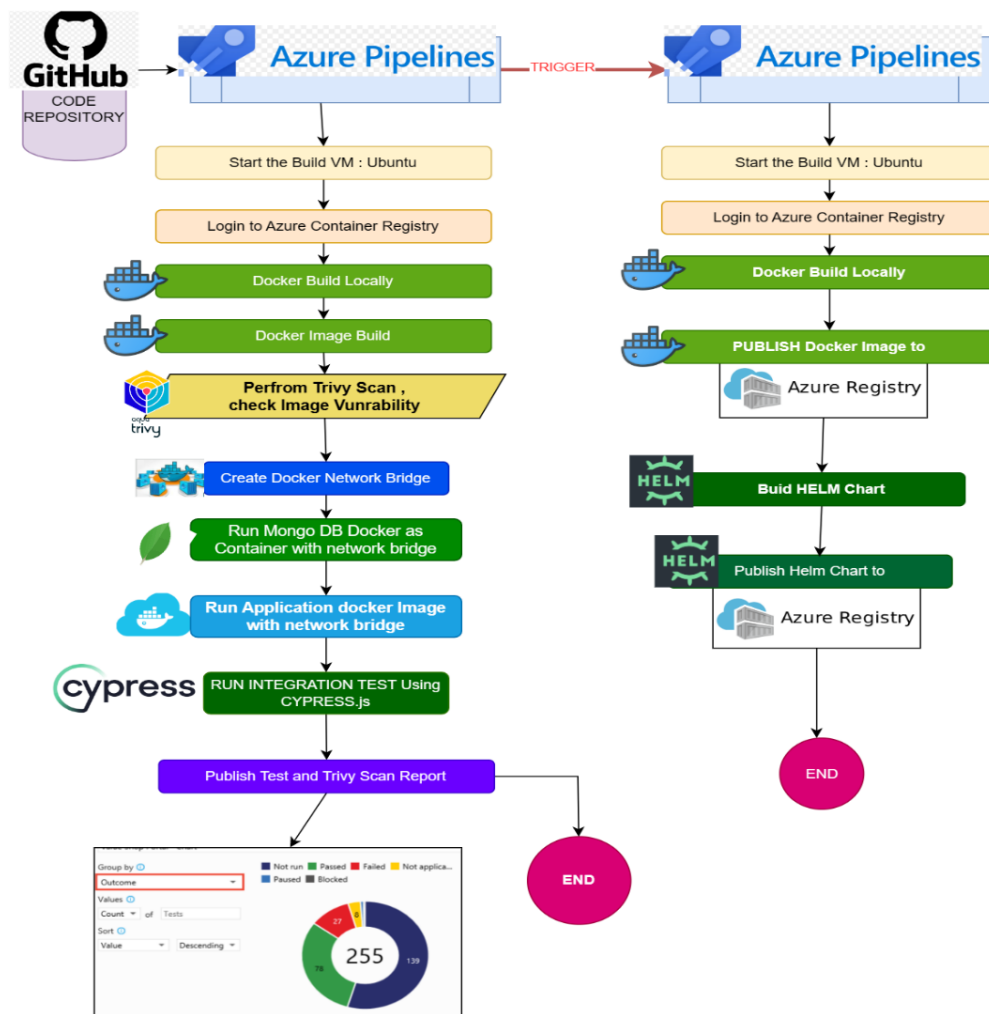 GitHub
CODE
REPOSITORY
Azure Pipelines
TRIGGER
Azure Pipelines
Start the Build VM : Ubuntu
Login to Azure Container Registry
Docker Build Locally
Docker Image Build
Perfrom Trivy Scan ,
check Image Vunrability
aqua
trivy
Create Docker Network Bridge
Run Mongo DB Docker as
Container with network bridge
Run Application docker Image
with network bridge
cypress
RUN INTEGRATION TEST Using
CYPRESS.js
Publish Test and Trivy Scan Report
END
Group by
Outcome
Values
Count of Tests
Sort
Value Descending
Not run Passed Failed Not applica...
Paused Blocked
27
78
255
139
Start the Build VM : Ubuntu
Login to Azure Container Registry
Docker Build Locally
PUBLISH Docker Image to
Azure Registry
HELM
Buid HELM Chart
HELM
Publish Helm Chart to
Azure Registry
END